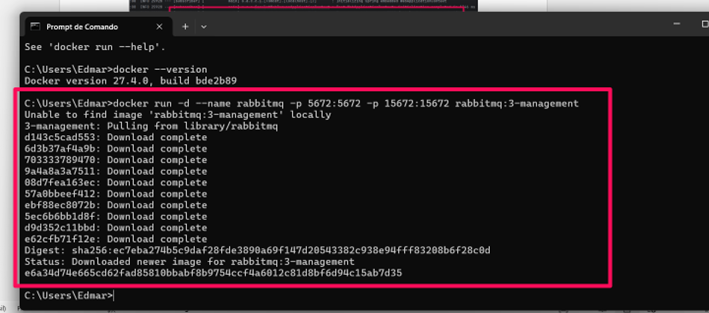 Prompt de Comando
See 'docker run --help'.
C:\Users\Edmar>docker --version
Docker version 27.4.0, build bde2b89
C:\Users\Edmar>docker run -d --name rabbitmq -p 5672:5672 -p 15672:15672 rabbitmq:3-management
Unable to find image 'rabbitmq:3-management' locally
3-management: Pulling from library/rabbitmq
d143c5cad553: Download complete
6d3b37af4a9b: Download complete
703333789470: Download complete
9a4a8a3a7511: Download complete
08d7fea163ec: Download complete
57a0bbeef412: Download complete
ebf88ec8072b: Download complete
5ec6b6bb1d8f: Download complete
d9d352c11bbd: Download complete
e62cfb71f12e: Download complete
Digest: sha256:ec7eba274b5c9daf28fde3890a69f147d20543382c938e94fff83208b6f28c0d
Status: Downloaded newer image for rabbitmq:3-management
e6a34d74e665cd62fad85810bbabf8b9754ccf4a6012c81d8bf6d94c15ab7d35
C:\Users\Edmar>